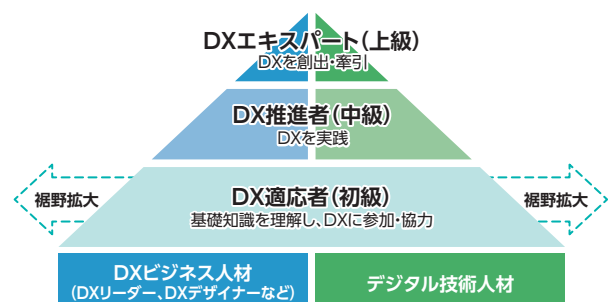 DXエキスパート(上級)
DXを創出・牽引
DX推進者(中級)
DXを実践
裾野拡大
DX適応者(初級)
基礎知識を理解し、DXに参加・協力
裾野拡大
DXビジネス人材
(DXリーダー、DXデザイナーなど)
デジタル技術人材